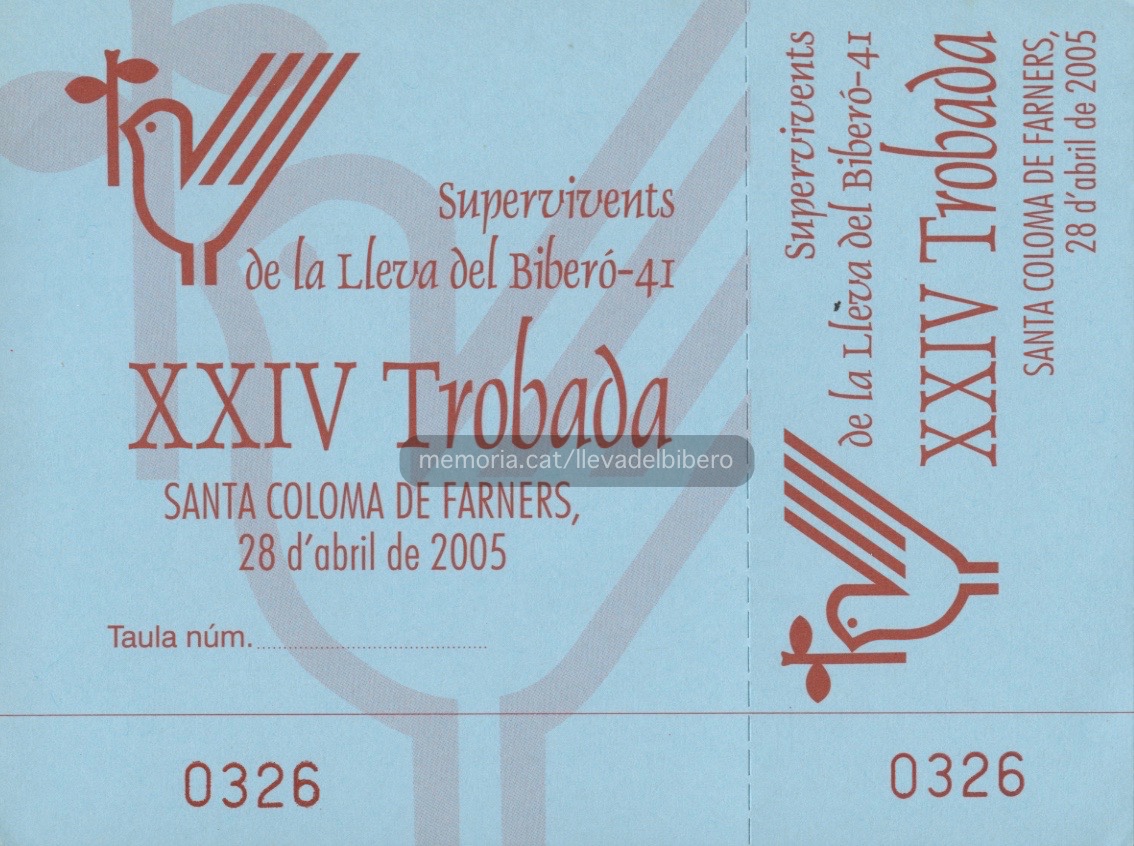 Supervivents
de la Lleva del Biberó-41
XXIV Trobada
SANTA COLOMA DE FARNERS,
28 d'abril de 2005
Taula núm.
0326
Supervivents
de la Lleva del Biberó-41
XXIV Trobada
SANTA COLOMA DE FARNERS,
28 d'abril de 2005
0326
memoria.cat/llevadelbibero